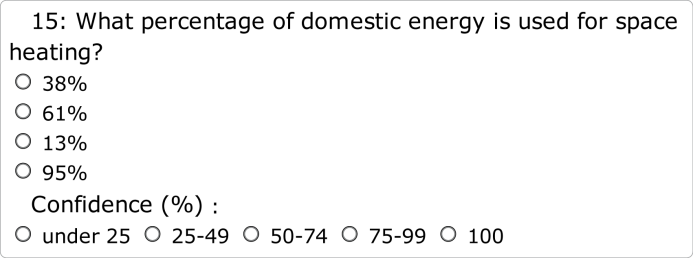 15: What percentage of domestic energy is used for space
heating?
38%
61%
13%
95%
Confidence (%) :
under 25 25-49 50-74 75-99 100